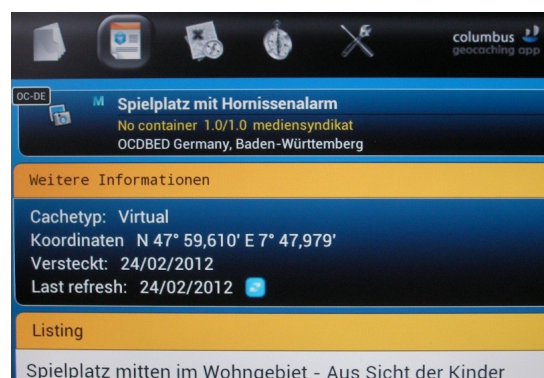 columbus
geocaching app
OC-DE
M Spielplatz mit Hornissenalarm
No container 1.0/1.0 mediensyndikat
OCDBED Germany, Baden-Württemberg
Weitere Informationen
Cachetyp: Virtual
Koordinaten N 47° 59,610' E 7° 47,979'
Versteckt: 24/02/2012
Last refresh: 24/02/2012
Listing
Spielplatz mitten im Wohngebiet - Aus Sicht der Kinder